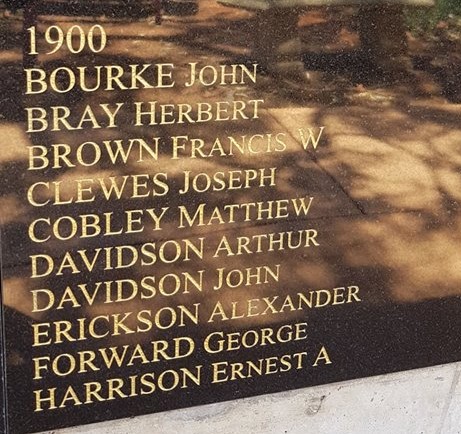 1900
BOURKE JOHN
BRAY HERBERT
BROWN FRANCIS W
CLEWES JOSEPH
COBLEY MATTHEW
DAVIDSON ARTHUR
DAVIDSON JOHN
ERICKSON ALEXANDER
FORWARD GEORGE
HARRISON ERNEST A